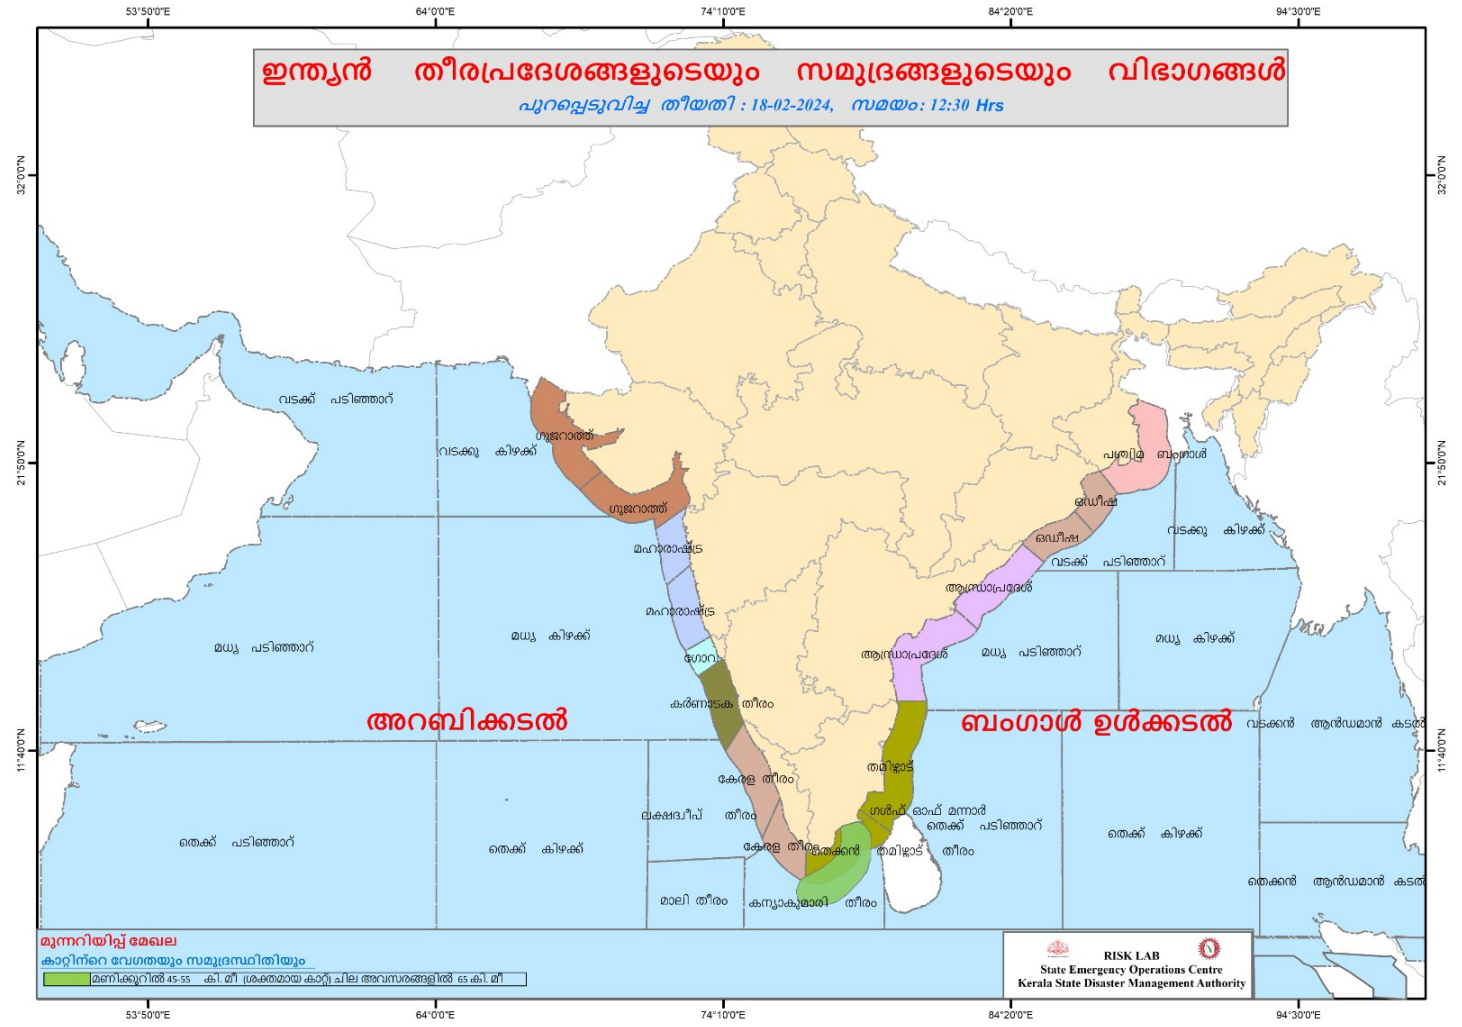 53°50'0"E 64°0'0"E 74°10'0"E 84°20'0"E 94°30'0"E
ഇന്ത്യൻ തീരപ്രദേശങ്ങളുടെയും സമുദ്രങ്ങളുടെയും വിഭാഗങ്ങൾ
പുറപ്പെടുവിച്ച തീയതി : 18-02-2024, സമയം: 12:30 Hrs
32°0'0"N 32°0'0"N
വടക്ക് പടിഞ്ഞാറ്
ഗുജറാത്ത്
വടക്കു കിഴക്ക്
പശ്ചിമ ബംഗാൾ
21°50'0"N 21°50'0"N
ഒഡീഷ
ഗുജറാത്ത്
വടക്കു കിഴക്ക്
ഒഡീഷ
മഹാരാഷ്ട്ര
വടക്ക് പടിഞ്ഞാറ്
ആന്ധ്രാപ്രദേശ്
മഹാരാഷ്ട്ര
മധ്യ കിഴക്ക്
മധ്യ കിഴക്ക്
മധ്യ പടിഞ്ഞാറ്
മധ്യ പടിഞ്ഞാറ്
ആന്ധ്രാപ്രദേശ്
ഗോവ
കർണാടക തീരം
അറബിക്കടൽ
ബംഗാൾ ഉൾക്കടൽ
വടക്കൻ ആൻഡമാൻ കടൽ
11°40'0"N 11°40'0"N
തമിഴ്നാട്
കേരള തീരം
ഗൾഫ് ഓഫ് മന്നാർ
ലക്ഷദ്വീപ് തീരം
തെക്ക് പടിഞ്ഞാറ്
തെക്ക് കിഴക്ക്
തെക്ക് പടിഞ്ഞാറ്
കേരള തീരം
തെക്കൻ തമിഴ്നാട് തീരം
തെക്ക് കിഴക്ക്
തെക്കൻ ആൻഡമാൻ കടൽ
മാലി തീരം
കന്യാകുമാരി തീരം
മുന്നറിയിപ്പ് മേഖല
കാറ്റിൻ്റെ വേഗതയും സമുദ്രസ്ഥിതിയും
മണിക്കൂറിൽ 45-55 കി. മീ (ശക്തമായ കാറ്റ്) ചില അവസരങ്ങളിൽ 65 കി. മീ
RISK LAB
State Emergency Operations Centre
Kerala State Disaster Management Authority
53°50'0"E 64°0'0"E 74°10'0"E 84°20'0"E 94°30'0"E